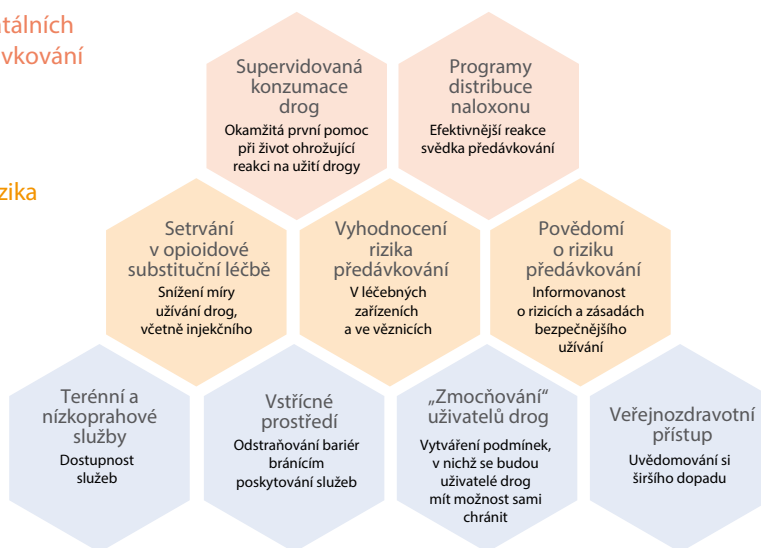 tálních
vkování
zika
Supervidovaná
konzumace
drog
Okamžitá první pomoc
při život ohrožující
reakci na užití drogy
Programy
distribuce
naloxonu
Efektivnější reakce
svědka předávkování
Setrvání
v opioidové
substituční léčbě
Snížení míry
užívání drog,
včetně injekčního
Vyhodnocení
rizika
předávkování
V léčebných
zařízeních
a ve věznicích
Povědomí
o riziku
předávkování
Informovanost
o rizicích a zásadách
bezpečnějšího
užívání
Terénní a
nízkoprahové
služby
Dostupnost
služeb
Vstřícné
prostředí
Odstraňování bariér
bránícím
poskytování služeb
„Zmocňování“
uživatelů drog
Vytváření podmínek,
v nichž se budou
uživatelé drog
mít možnost sami
chránit
Veřejnozdravotní
přístup
Uvědomování si
širšího dopadu